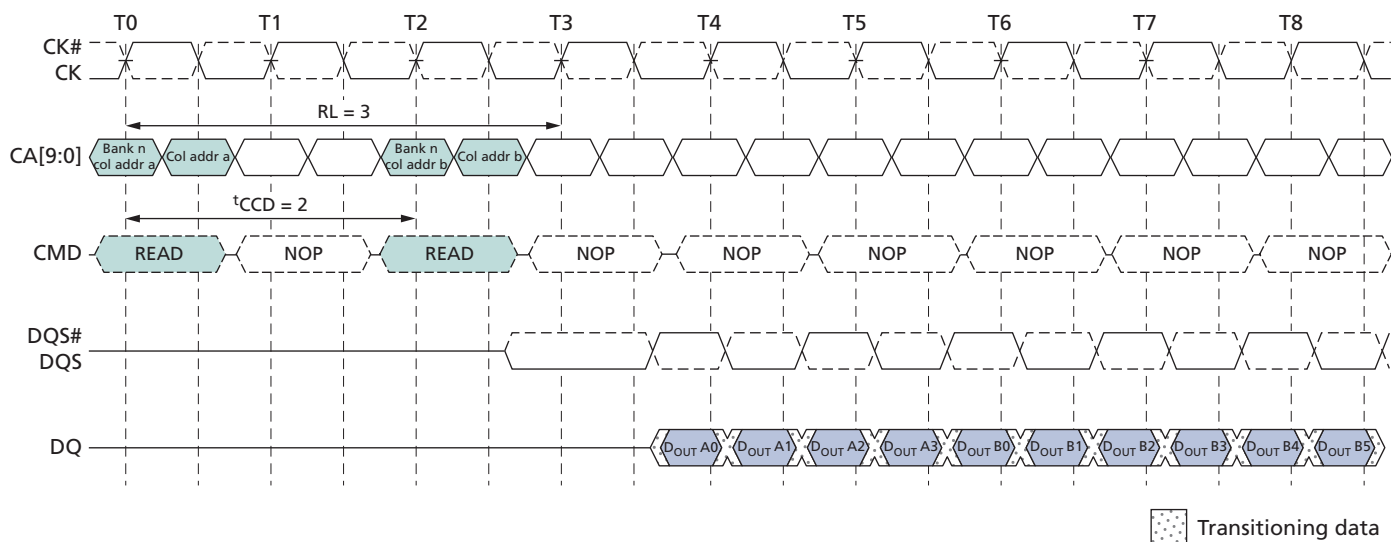 T0 T1 T2 T3 T4 T5 T6 T7 T8
CK#
CK
RL = 3
CA[9:0]
Bank n col addr a
Col addr a
Bank n col addr b
Col addr b
tCCD = 2
CMD READ NOP READ NOP NOP NOP NOP NOP NOP
DQS#
DQS
DQ DOUT A0 DOUT A1 DOUT A2 DOUT A3 DOUT B0 DOUT B1 DOUT B2 DOUT B3 DOUT B4 DOUT B5
Transitioning data